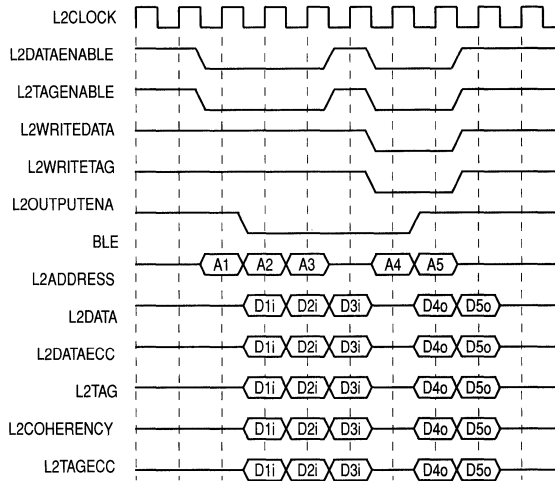 L2CLOCK
L2DATAENABLE
L2TAGENABLE
L2WRITEDATA
L2WRITETAG
L2OUTPUTENA
BLE
L2ADDRESS A1 A2 A3 A4 A5
L2DATA D1i D2i D3i D4o D5o
L2DATAECC D1i D2i D3i D4o D5o
L2TAG D1i D2i D3i D4o D5o
L2COHERENCY D1i D2i D3i D4o D5o
L2TAGECC D1i D2i D3i D4o D5o